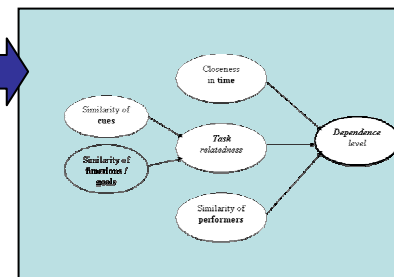 Closeness
in time
Similarity of
cues
Task
relatedness
Dependence
level
Similarity of
functions /
goals
Similarity of
performers